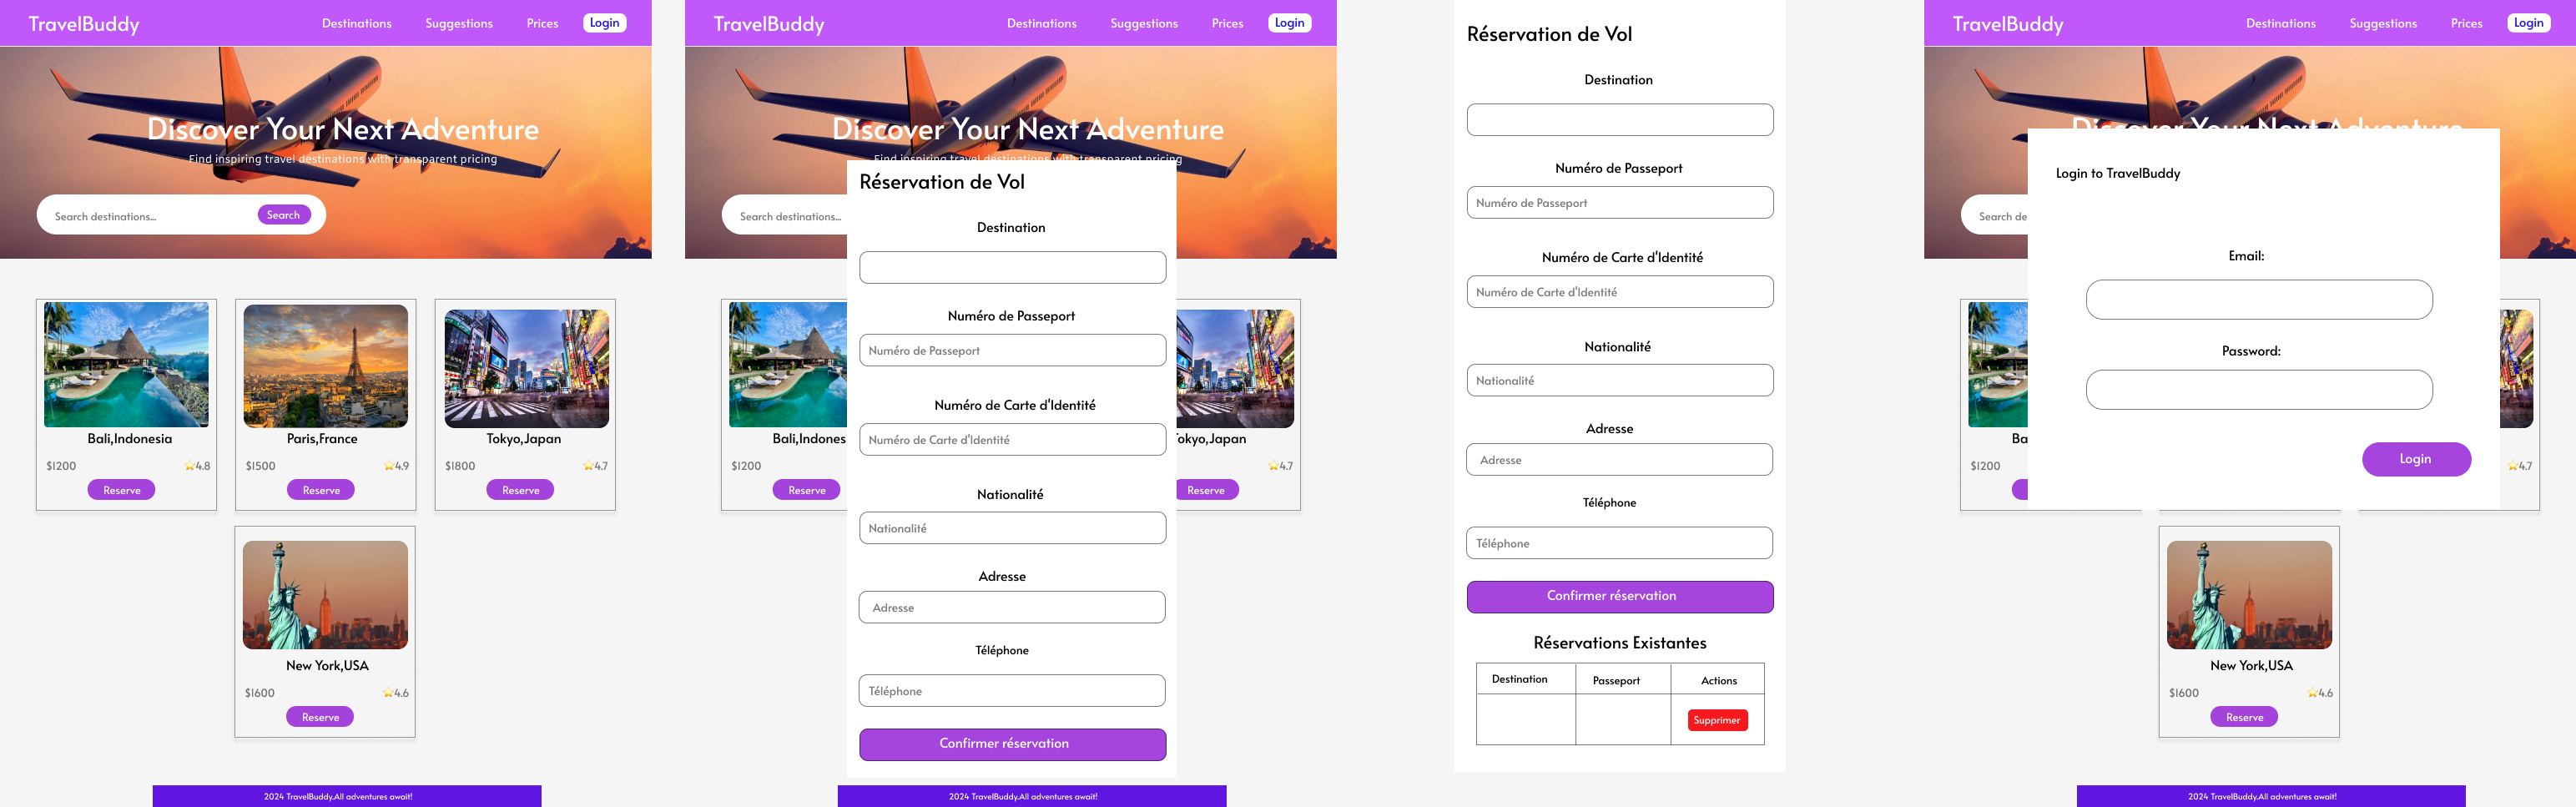 TravelBuddy
Destinations
Suggestions
Prices
Login
Discover Your Next Adventure
Find inspiring travel destinations with transparent pricing
Search destinations...
Search
Bali,Indonesia
$1200
4.8
Reserve
Paris,France
$1500
4.9
Reserve
Tokyo,Japan
$1800
4.7
Reserve
New York,USA
$1600
4.6
Reserve
2024 TravelBuddy.All adventures await!
TravelBuddy
Destinations
Suggestions
Prices
Login
Discover Your Next Adventure
Find inspiring travel destinations with transparent pricing
Search destinations...
Réservation de Vol
Destination
Numéro de Passeport
Numéro de Passeport
Numéro de Carte d'Identité
Numéro de Carte d'Identité
Nationalité
Nationalité
Adresse
Adresse
Téléphone
Téléphone
Confirmer réservation
Bali,Indones
$1200
Reserve
Tokyo,Japan
4.7
Reserve
2024 TravelBuddy.All adventures await!
Réservation de Vol
Destination
Numéro de Passeport
Numéro de Passeport
Numéro de Carte d'Identité
Numéro de Carte d'Identité
Nationalité
Nationalité
Adresse
Adresse
Téléphone
Téléphone
Confirmer réservation
Réservations Existantes
Destination
Passeport
Actions
Supprimer
TravelBuddy
Destinations
Suggestions
Prices
Login
Discover Your Next Adventure
Search de
Login to TravelBuddy
Email:
Password:
Login
Ba
$1200
4.7
New York,USA
$1600
4.6
Reserve
2024 TravelBuddy.All adventures await!